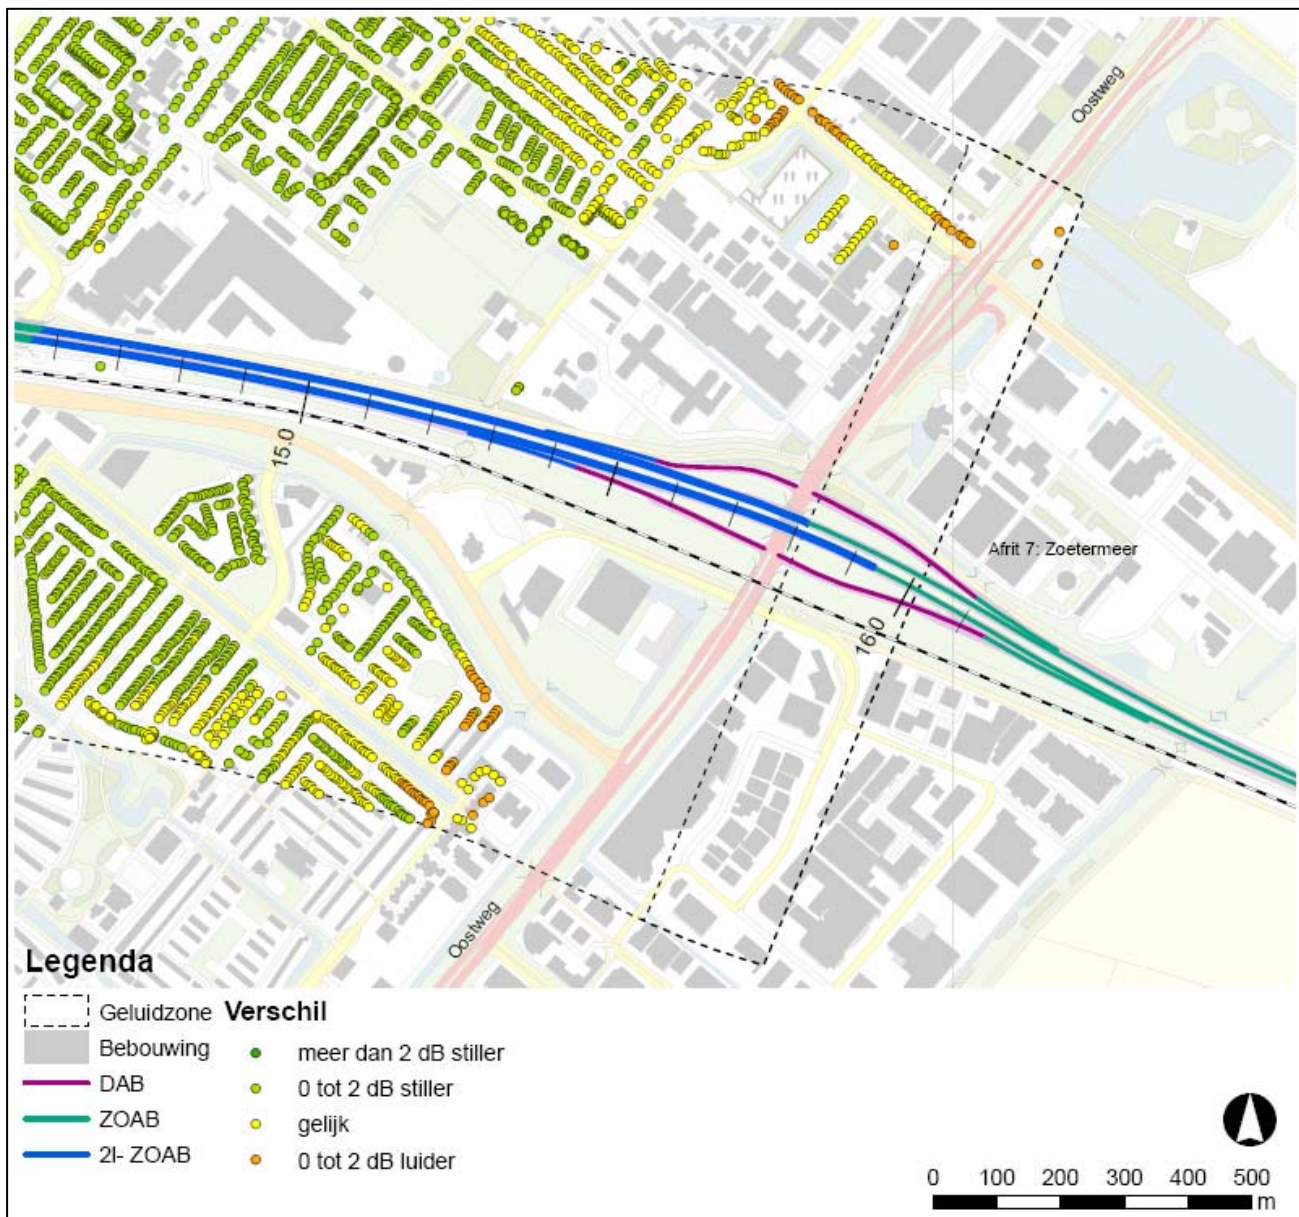 Oostweg
15.0
Afrit 7: Zoetermeer
16.0
Oostweg
Legenda
Geluidzone
Bebouwing
DAB
ZOAB
2l- ZOAB
Verschil
meer dan 2 dB stiller
0 tot 2 dB stiller
gelijk
0 tot 2 dB luider
0 100 200 300 400 500
m